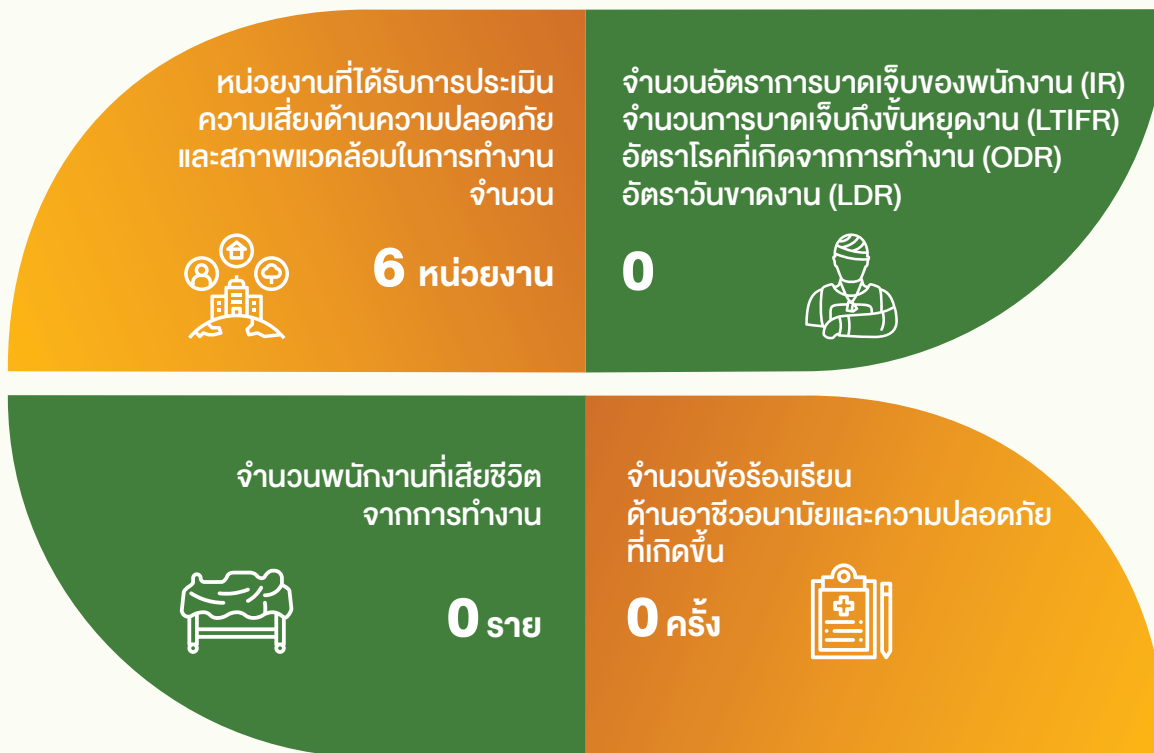 หน่วยงานที่ได้รับการประเมิน
ความเสี่ยงด้านความปลอดภัย
และสภาพแวดล้อมในการทำงาน
จำนวน
6 หน่วยงาน
จำนวนอัตราการบาดเจ็บของพนักงาน (IR)
จำนวนการบาดเจ็บถึงขั้นหยุดงาน (LTIFR)
อัตราโรคที่เกิดจากการทำงาน (ODR)
อัตราวันขาดงาน (LDR)
0
จำนวนพนักงานที่เสียชีวิต
จากการทำงาน
0 ราย
จำนวนข้อร้องเรียน
ด้านอาชีวอนามัยและความปลอดภัย
ที่เกิดขึ้น
0 ครั้ง